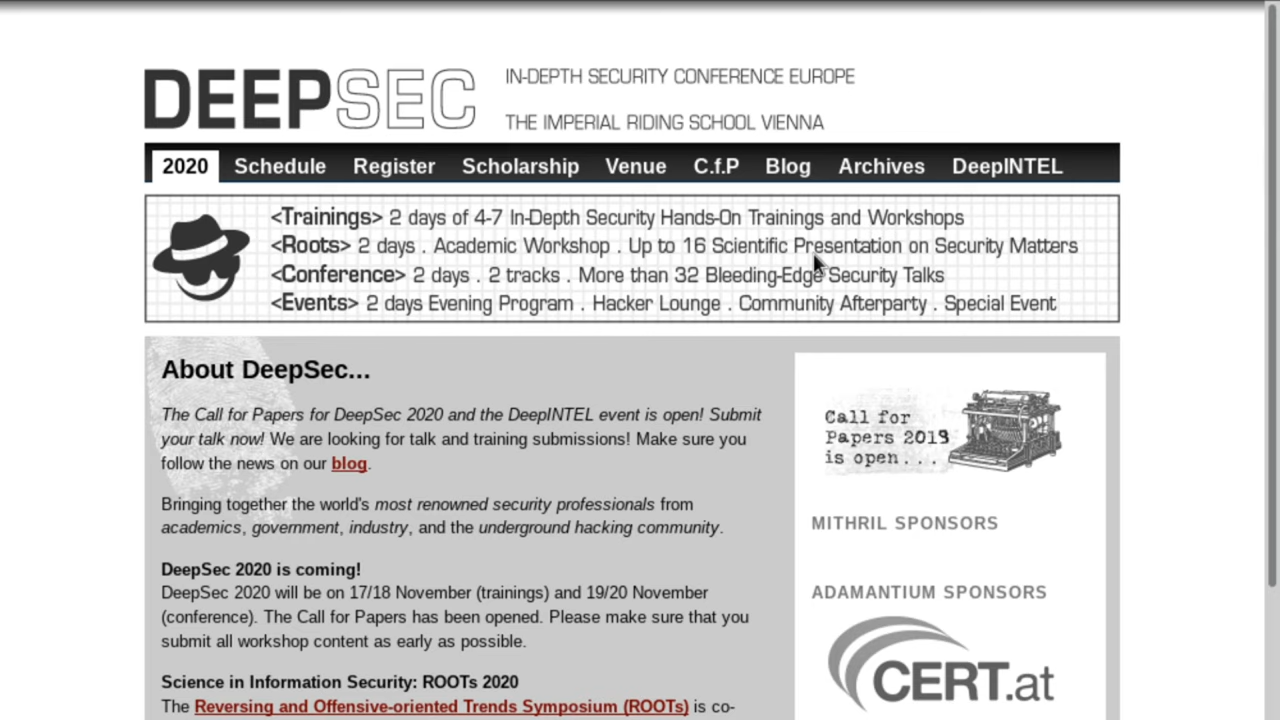 DEEPSEC
IN-DEPTH SECURITY CONFERENCE EUROPE
THE IMPERIAL RIDING SCHOOL VIENNA
2020 Schedule Register Scholarship Venue C.f.P Blog Archives DeepINTEL
<Trainings> 2 days of 4-7 In-Depth Security Hands-On Trainings and Workshops
<Roots> 2 days . Academic Workshop . Up to 16 Scientific Presentation on Security Matters
<Conference> 2 days . 2 tracks . More than 32 Bleeding-Edge Security Talks
<Events> 2 days Evening Program . Hacker Lounge . Community Afterparty . Special Event
About DeepSec...
The Call for Papers for DeepSec 2020 and the DeepINTEL event is open! Submit
your talk now! We are looking for talk and training submissions! Make sure you
follow the news on our blog.
Bringing together the world's most renowned security professionals from
academics, government, industry, and the underground hacking community.
DeepSec 2020 is coming!
DeepSec 2020 will be on 17/18 November (trainings) and 19/20 November
(conference). The Call for Papers has been opened. Please make sure that you
submit all workshop content as early as possible.
Science in Information Security: ROOTs 2020
The Reversing and Offensive-oriented Trends Symposium (ROOTs) is co-
Call for
Papers 2019
is open...
MITHRIL SPONSORS
ADAMANTIUM SPONSORS
CERT.at